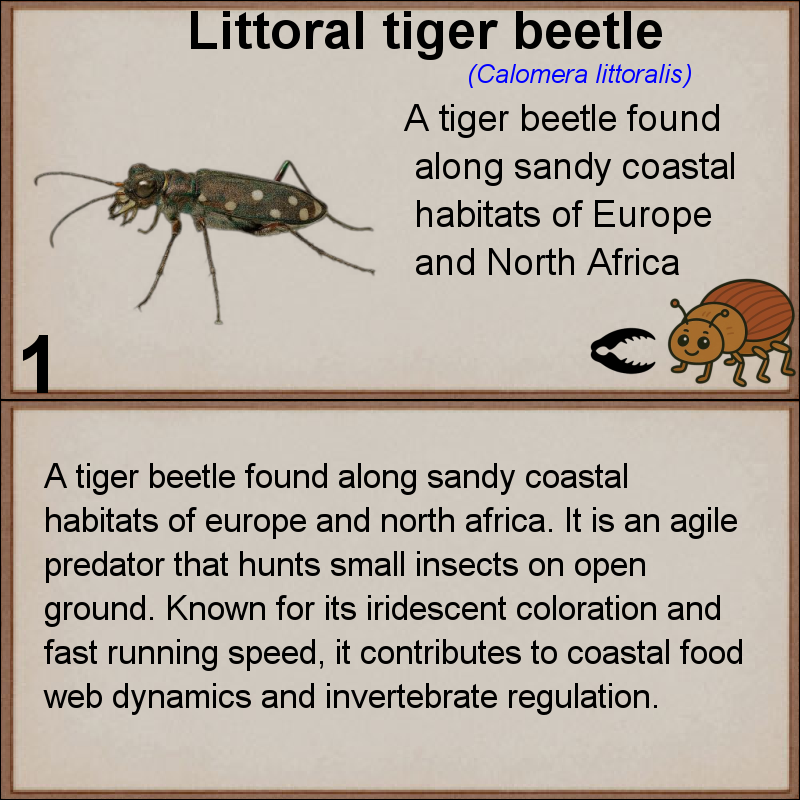 Littoral tiger beetle
(Calomera littoralis)
A tiger beetle found
along sandy coastal
habitats of Europe
and North Africa
1
A tiger beetle found along sandy coastal
habitats of europe and north africa. It is an agile
predator that hunts small insects on open
ground. Known for its iridescent coloration and
fast running speed, it contributes to coastal food
web dynamics and invertebrate regulation.